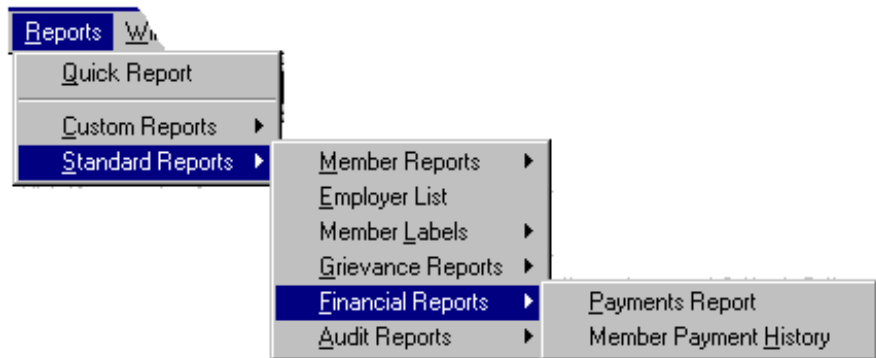 Reports
Quick Report
Custom Reports
Standard Reports
Member Reports
Employer List
Member Labels
Grievance Reports
Financial Reports
Audit Reports
Payments Report
Member Payment History